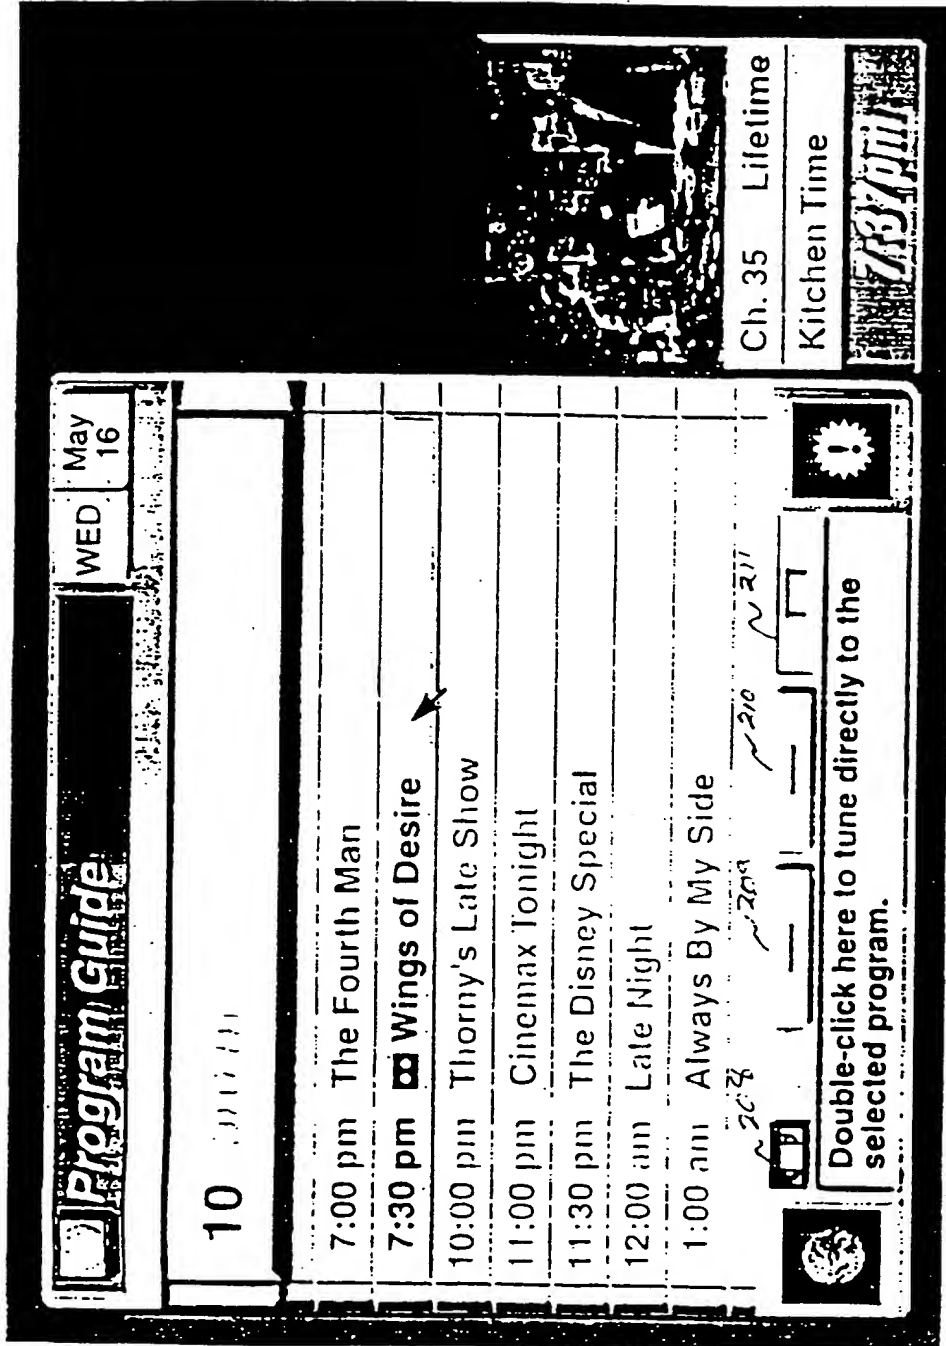 Program Guide
WED
May
16
10
7:00 pm The Fourth Man
7:30 pm Wings of Desire
10:00 pm Thorny's Late Show
11:00 pm Cinemax Tonight
11:30 pm The Disney Special
12:00 am Late Night
1:00 am Always By My Side
208
209
210
211
Double-click here to tune directly to the
selected program.
!
Ch. 35 Lifetime
Kitchen Time
7:37pm